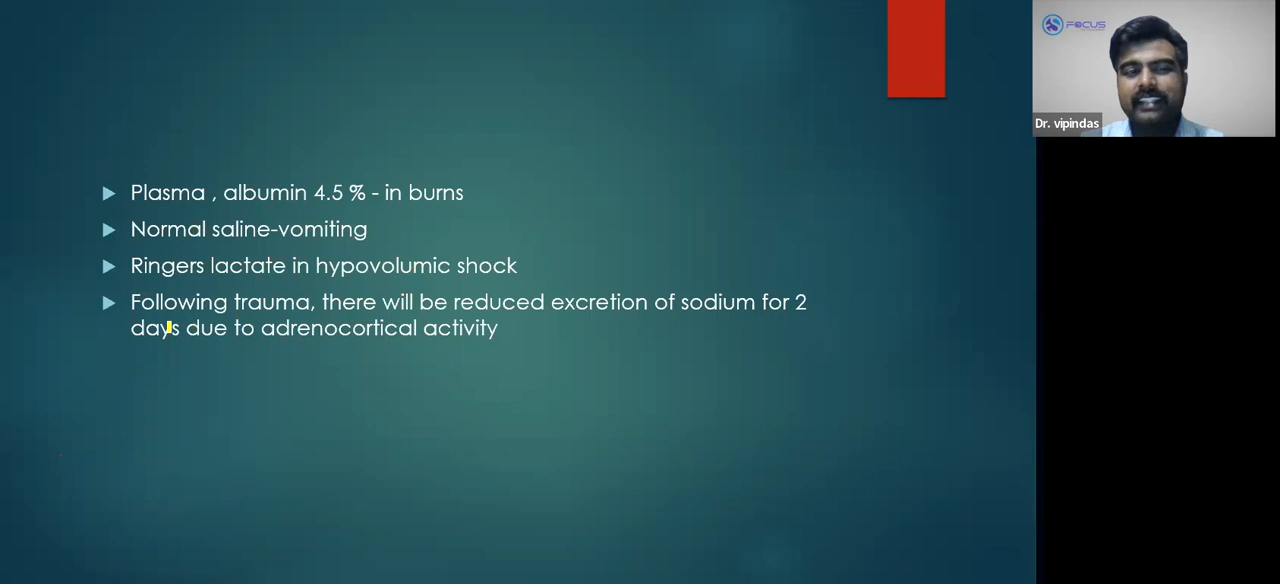 Plasma , albumin 4.5 % - in burns
Normal saline-vomiting
Ringers lactate in hypovolumic shock
Following trauma, there will be reduced excretion of sodium for 2
days due to adrenocortical activity
FOCUS
Dr. vipindas